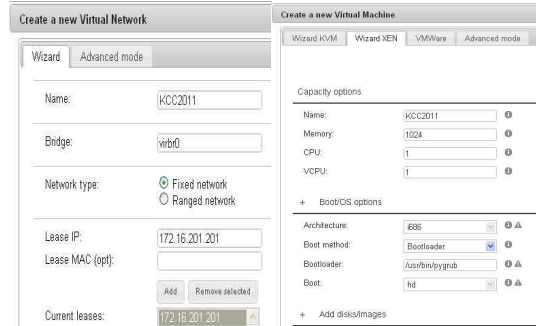 Create a new Virtual Network
Wizard
Advanced mode
Name:
KCC2011
Bridge:
virbr0
Network type:
Fixed network
Ranged network
Lease IP:
172.16.201.201
Lease MAC (opt):
Add
Remove selected
Current leases:
172.16.201.201
Create a new Virtual Machine
Wizard KVM
Wizard XEN
VMWare
Advanced mode
Capacity options
Name:
KCC2011
Memory:
1024
CPU:
1
VCPU:
1
+ Boot/OS options
Architecture:
i686
Boot method:
Bootloader
Bootloader:
/usr/bin/pygrub
Boot:
hd
+ Add disks/images